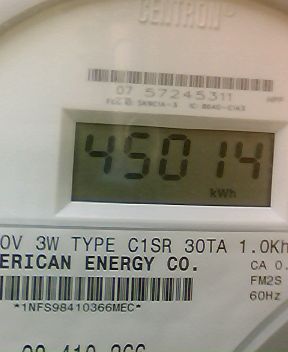 CENTRON®
07 57245311
45014
kWh
0V 3W TYPE C1SR 30TA 1.0Kh
ERICAN ENERGY CO.
CA 0.
FM2S
60Hz
*1NFS98410366MEC*